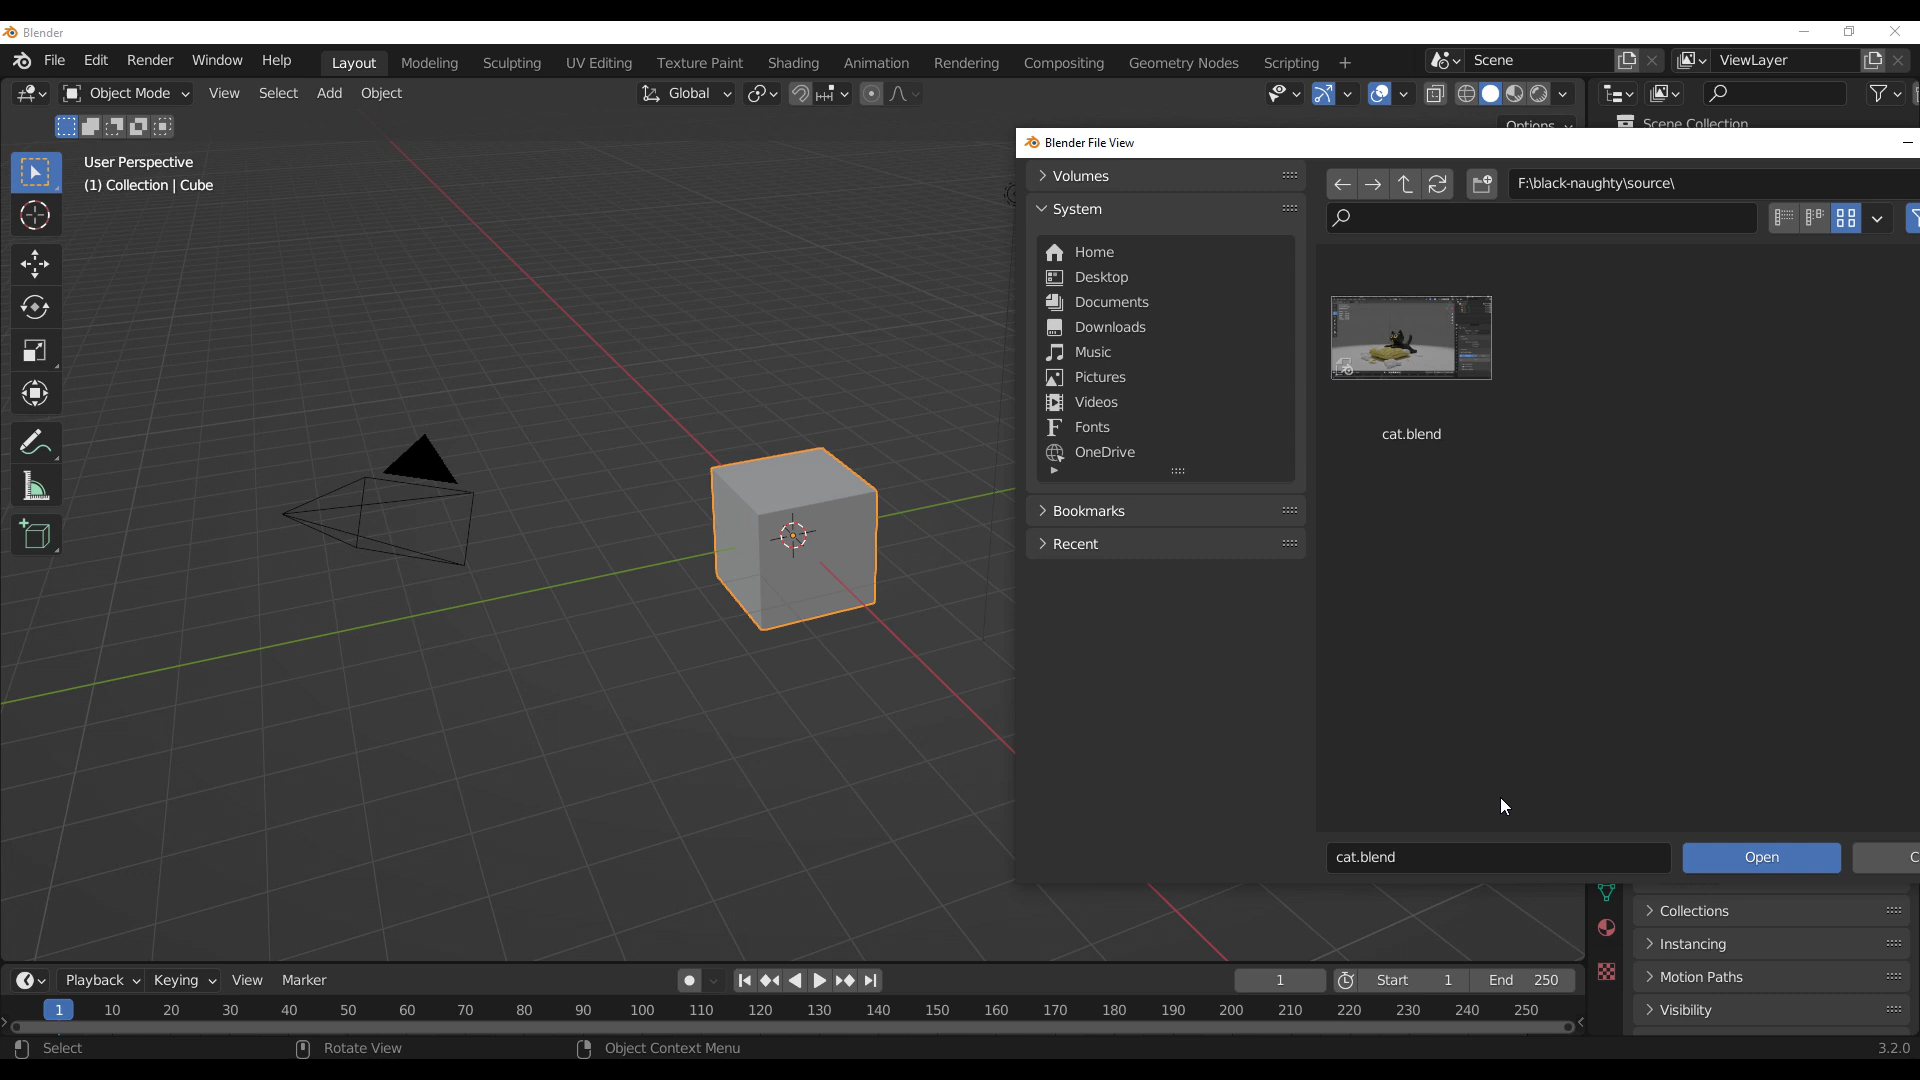 Blender
File Edit Render Window Help Layout Modeling Sculpting UV Editing Texture Paint Shading Animation Rendering Compositing Geometry Nodes Scripting + Scene ViewLayer
Object Mode View Select Add Object Global
Options Scene Collection
User Perspective
(1) Collection | Cube
Blender File View
Volumes
F:\black-naughty\source\
System
Home
Desktop
Documents
Downloads
Music
Pictures
Videos
Fonts
OneDrive
cat.blend
Bookmarks
Recent
cat.blend Open C
Collections
Instancing
Motion Paths
Visibility
Playback Keying View Marker 1 Start 1 End 250
1 10 20 30 40 50 60 70 80 90 100 110 120 130 140 150 160 170 180 190 200 210 220 230 240 250
Select Rotate View Object Context Menu 3.2.0